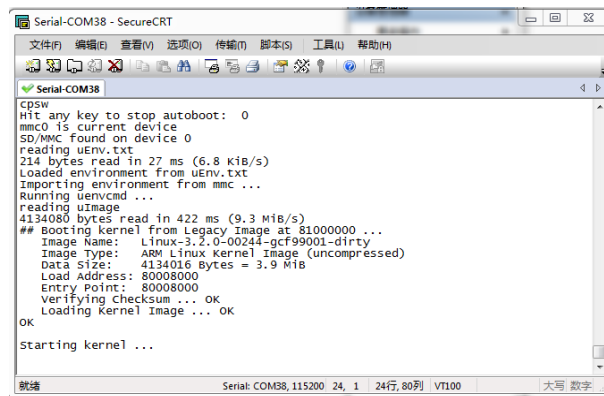 Serial-COM38 - SecureCRT
文件(F) 编辑(E) 查看(V) 选项(O) 传输(T) 脚本(S) 工具(L) 帮助(H)
Serial-COM38
cpsw
Hit any key to stop autoboot:  0
mmc0 is current device
SD/MMC found on device 0
reading uEnv.txt
214 bytes read in 27 ms (6.8 KiB/s)
Loaded environment from uEnv.txt
Importing environment from mmc ...
Running uenvcmd ...
reading uImage
4134080 bytes read in 422 ms (9.3 MiB/s)
## Booting kernel from Legacy Image at 81000000 ...
   Image Name:   Linux-3.2.0-00244-gcf99001-dirty
   Image Type:   ARM Linux Kernel Image (uncompressed)
   Data Size:    4134016 Bytes = 3.9 MiB
   Load Address: 80008000
   Entry Point:  80008000
   Verifying Checksum ... OK
   Loading Kernel Image ... OK
OK
Starting kernel ...
就绪 Serial: COM38, 115200 24, 1 24行, 80列 VT100 大写 数字